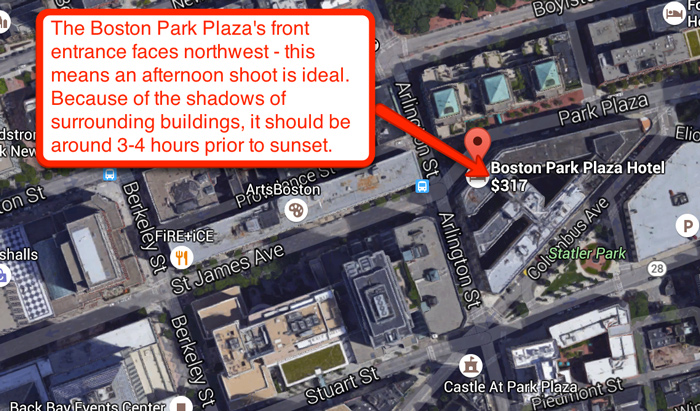 The Boston Park Plaza's front
entrance faces northwest - this
means an afternoon shoot is ideal.
Because of the shadows of
surrounding buildings, it should be
around 3-4 hours prior to sunset.
Boylst
Fo
H
Arlington St
Park Plaza
Elio
dstrom
k New
Providence St
Boston Park Plaza Hotel
$317
ArtsBoston
on St
Berkeley St
FiRE+iCE
St James Ave
Arlington St
Columbus Ave
Statler Park
P
28
shalls
Berkeley St
Stuart St
Castle At Park Plaza
Piedmont St
Back Bay Events Center